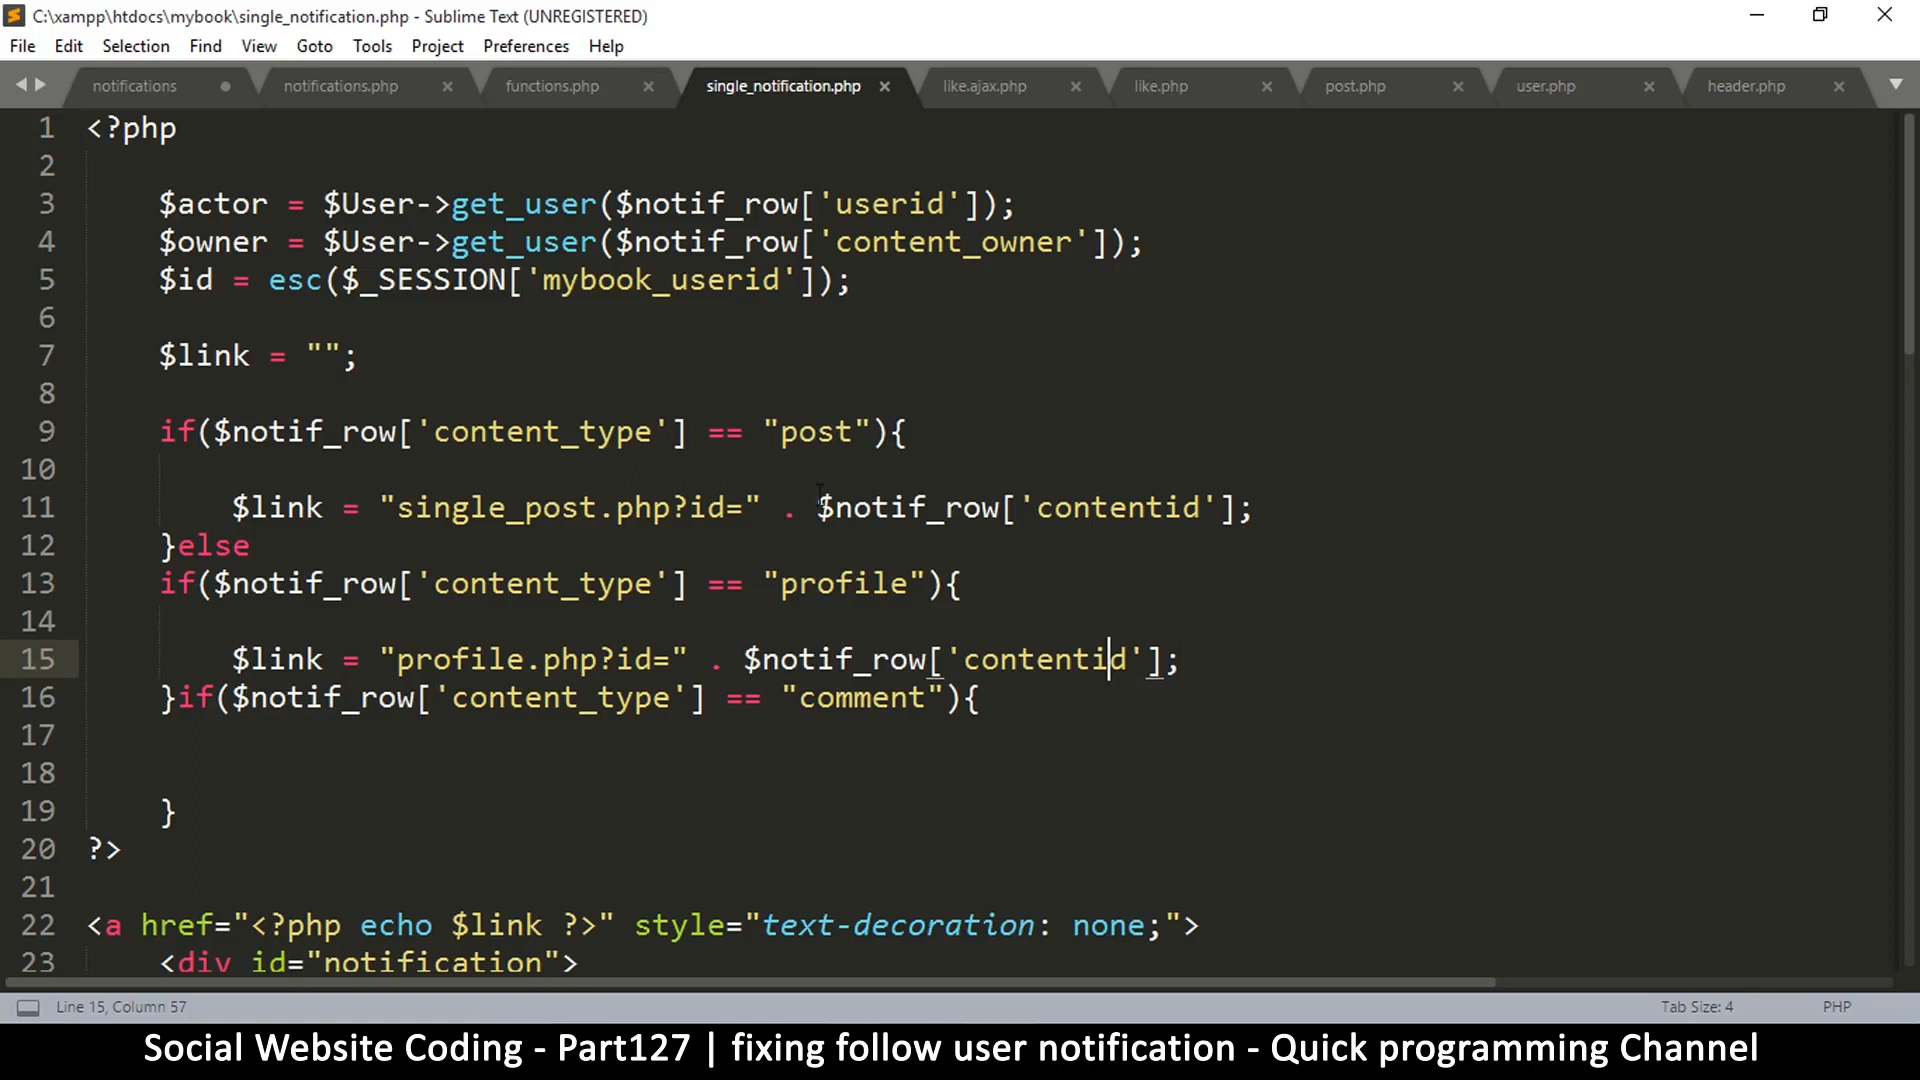 C:\xampp\htdocs\mybook\single_notification.php - Sublime Text (UNREGISTERED)
File Edit Selection Find View Goto Tools Project Preferences Help
notifications notifications.php functions.php single_notification.php like.ajax.php like.php post.php user.php header.php
1 <?php
2
3 $actor = $User->get_user($notif_row['userid']);
4 $owner = $User->get_user($notif_row['content_owner']);
5 $id = esc($_SESSION['mybook_userid']);
6
7 $link = "";
8
9 if($notif_row['content_type'] == "post"){
10
11 $link = "single_post.php?id=" . $notif_row['contentid'];
12 }else
13 if($notif_row['content_type'] == "profile"){
14
15 $link = "profile.php?id=" . $notif_row['contentid'];
16 }if($notif_row['content_type'] == "comment"){
17
18
19 }
20 ?>
21
22 <a href="<?php echo $link ?>" style="text-decoration: none;">
23 <div id="notification">
Line 15, Column 57 Tab Size: 4 PHP
Social Website Coding - Part127 | fixing follow user notification - Quick programming Channel